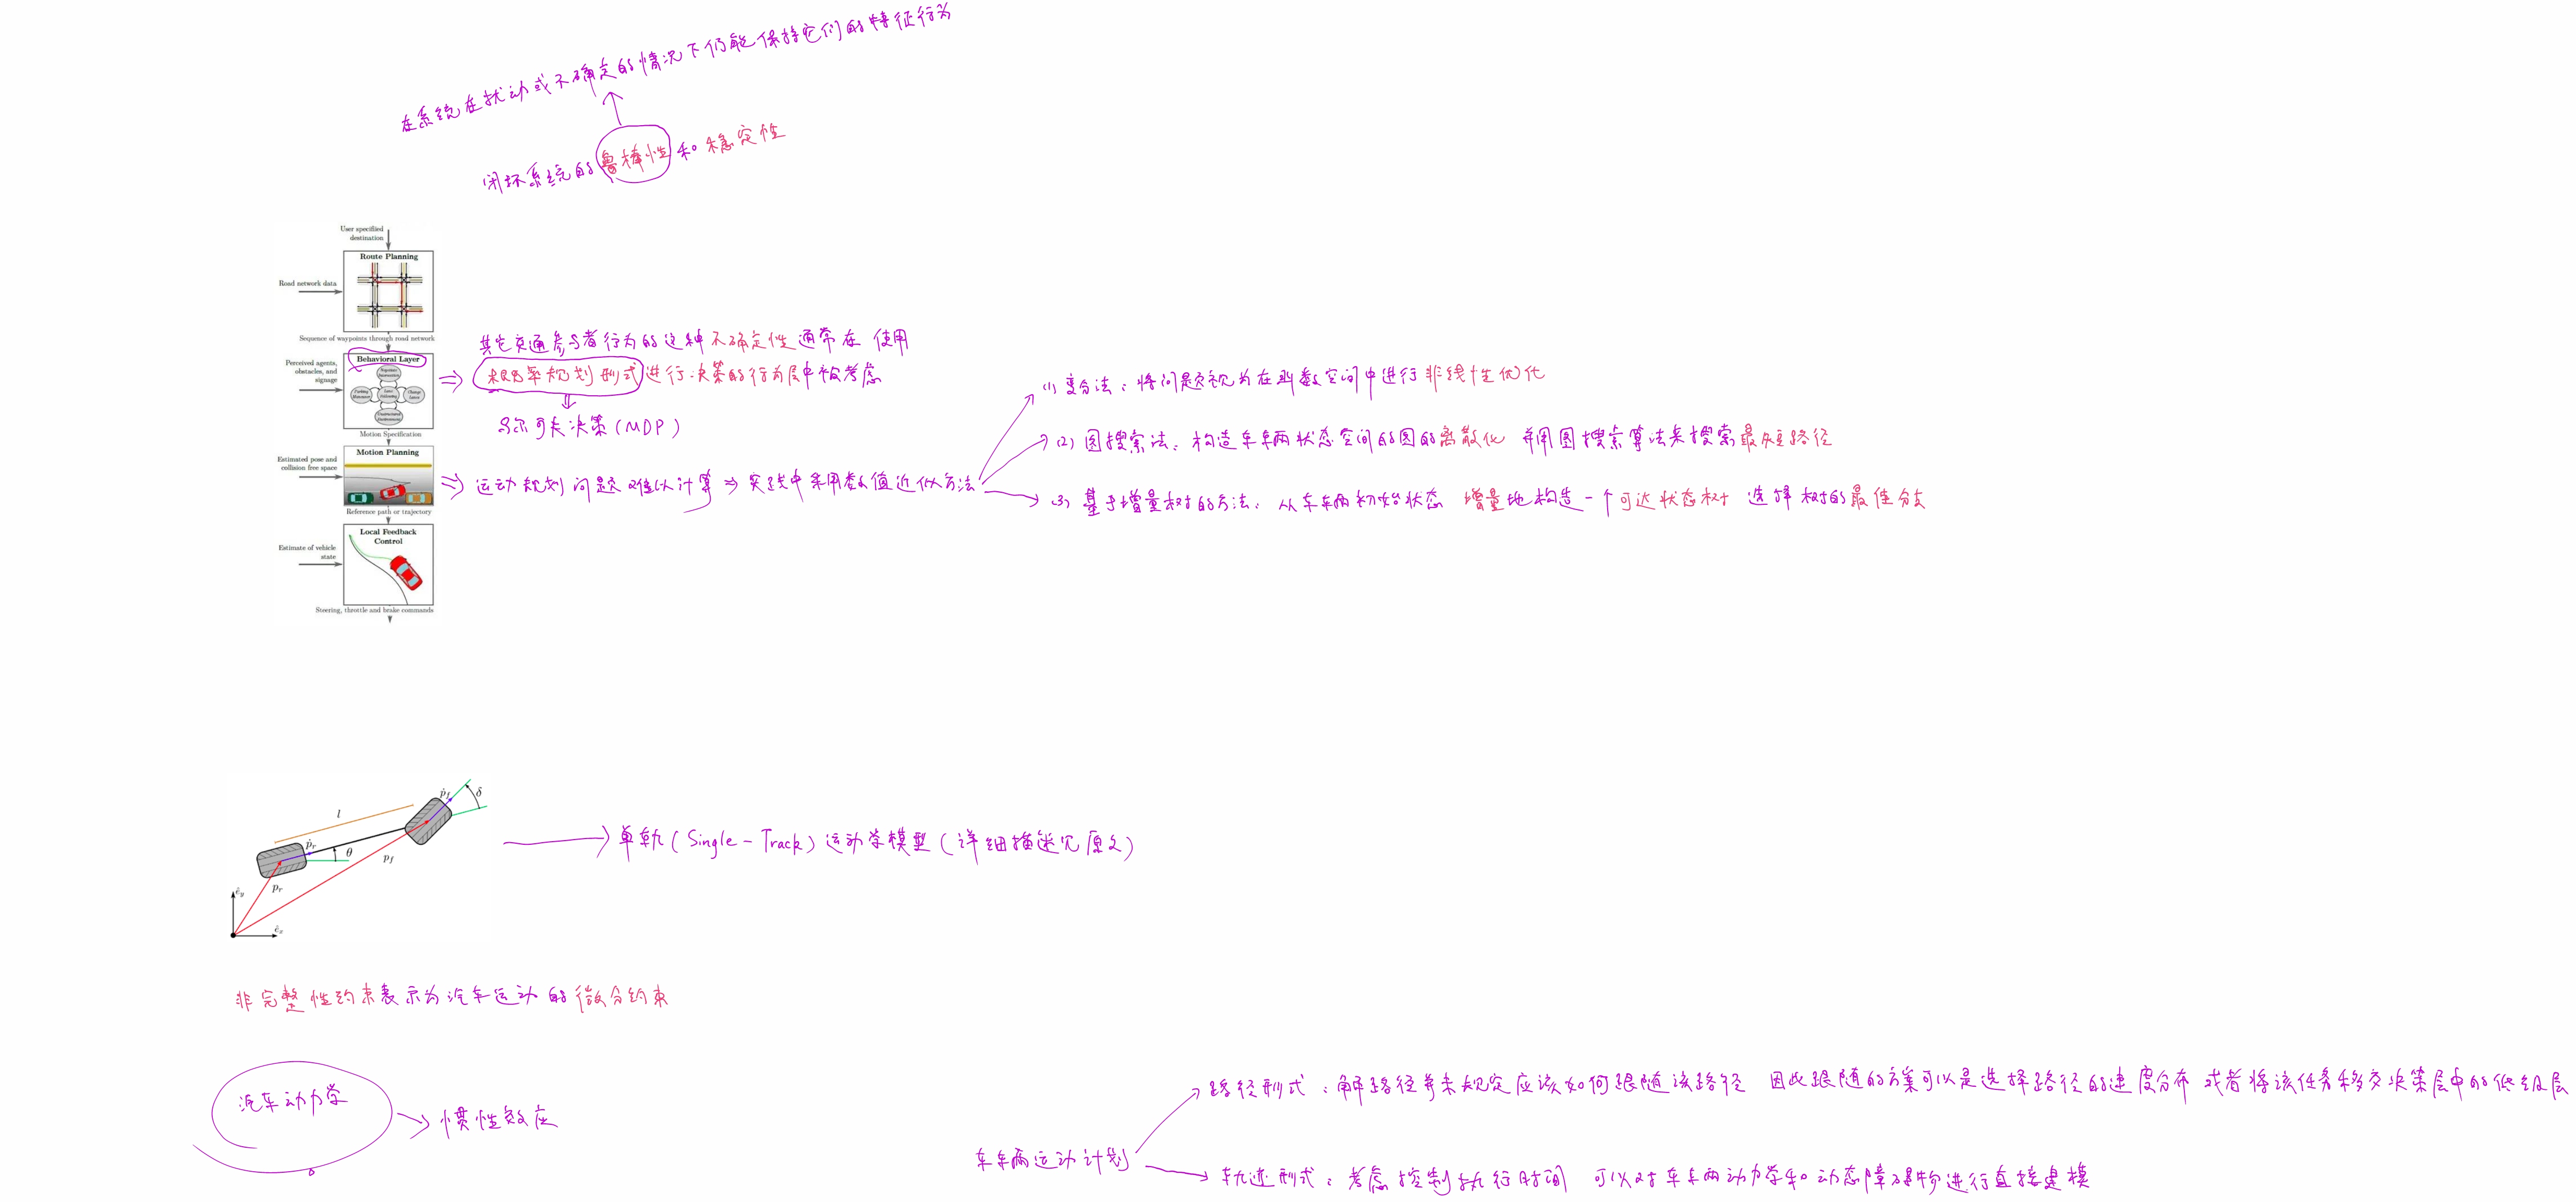 在系统在扰动或不确定的情况下仍能保持它们的特征行为
闭环系统的鲁棒性和稳定性
User specified
destination
Route Planning
Road network data
Sequence of waypoints through road network
Perceived agents,
obstacles, and
signage
Behavioral Layer
Parking
Maneuver
Lane
Following
Change
Lanes
Unstructured
Environment
Motion Specification
其它交通参与者行为的这种不确定性通常在 使用
概率规划形式进行决策的行为层中被考虑
马尔可夫决策(MDP)
Estimated pose and
collision free space
Motion Planning
Reference path or trajectory
运动规划问题难以计算⇒实践中采用数值近似方法
(1) 变分法：将问题视为在函数空间中进行非线性优化
(2) 图搜索法：构造车辆状态空间的图的离散化 并用图搜索算法来搜索最短路径
(3) 基于增量树的方法：从车辆初始状态 增量地构造一个可达状态树 选择树的最佳分支
Estimate of vehicle
state
Local Feedback
Control
Steering, throttle and brake commands
l
ṗf
δ
ṗr
θ
pf
pr
êy
êx
单轨(Single-Track)运动学模型(详细描述见原文)
非完整性约束表示为汽车运动的微分约束
汽车动力学
惯性效应
车辆运动计划
路径形式：解路径并未规定应该如何跟随该路径 因此跟随的方案可以是选择路径的速度分布 或者将该任务移交决策层中的低级层
轨迹形式：考虑控制执行时间 可以对车辆动力学和动态障碍物进行直接建模